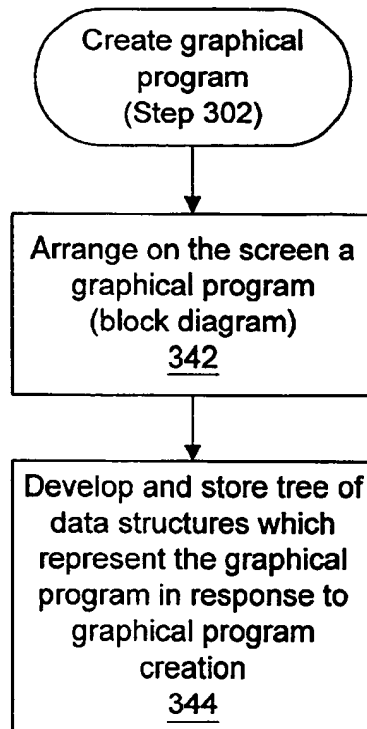 Create graphical
program
(Step 302)
Arrange on the screen a
graphical program
(block diagram)
342
Develop and store tree of
data structures which
represent the graphical
program in response to
graphical program
creation
344